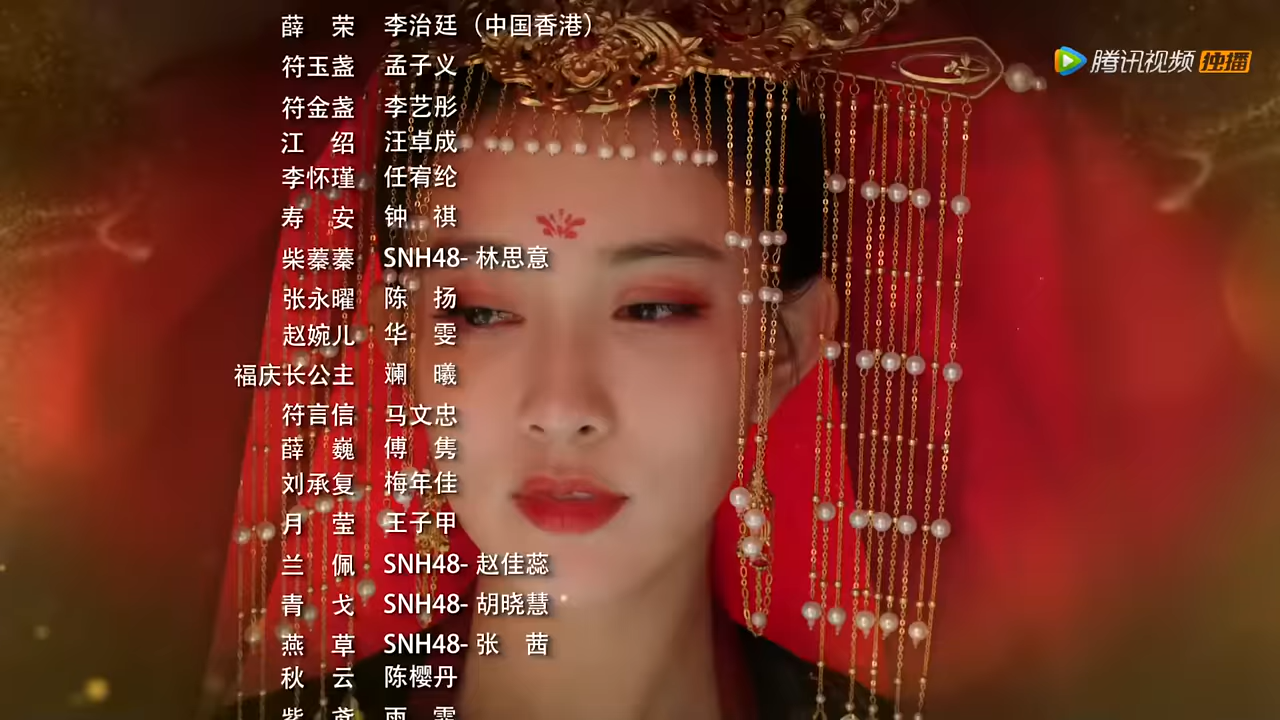 薛 荣 李治廷（中国香港）
腾讯视频 独播
符玉盏 孟子义
符金盏 李艺彤
江 绍 汪卓成
李怀瑾 任宥纶
寿 安 钟 祺
柴蓁蓁 SNH48- 林思意
张永曜 陈 扬
赵婉儿 华 雯
福庆长公主 斓 曦
符言信 马文忠
薛 巍 傅 隽
刘承复 梅年佳
月 莹 王子甲
兰 佩 SNH48- 赵佳蕊
青 戈 SNH48- 胡晓慧
燕 草 SNH48- 张 茜
秋 云 陈樱丹
紫 鸢 雨 霏